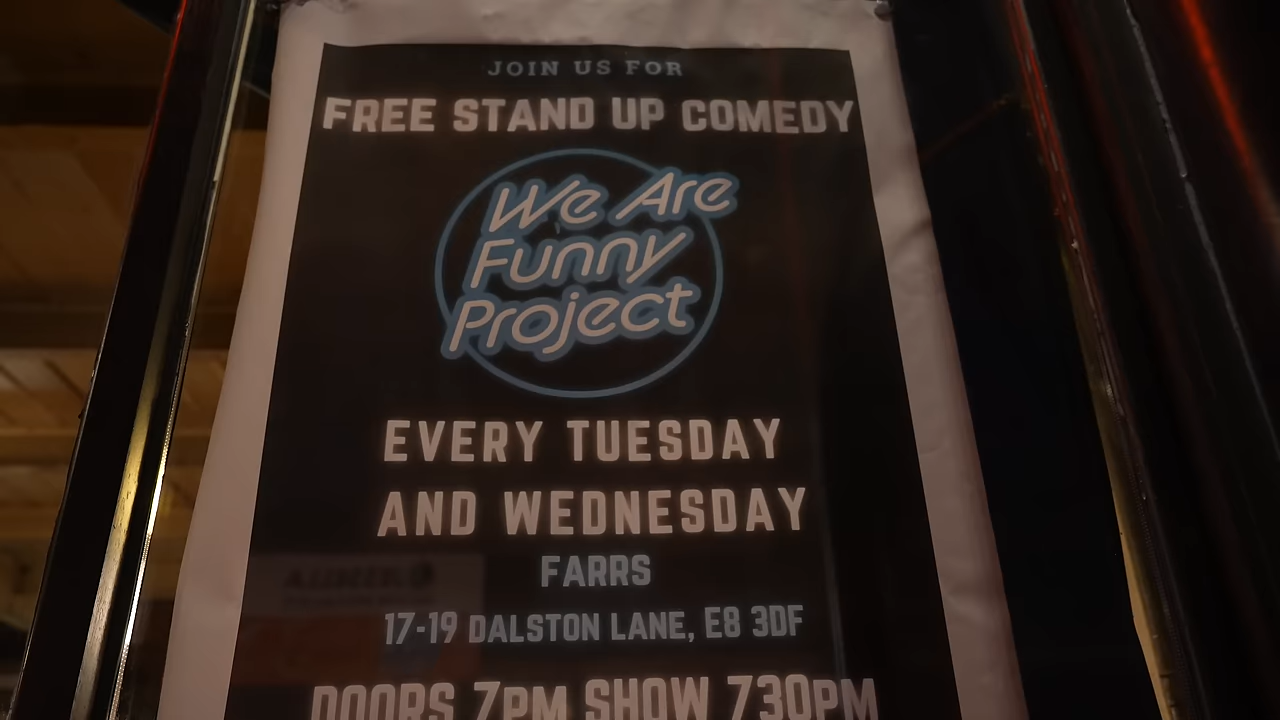 JOIN US FOR
FREE STAND UP COMEDY
We Are
Funny
Project
EVERY TUESDAY
AND WEDNESDAY
FARRS
17-19 DALSTON LANE, E8 3DF
DOORS 7PM SHOW 730PM